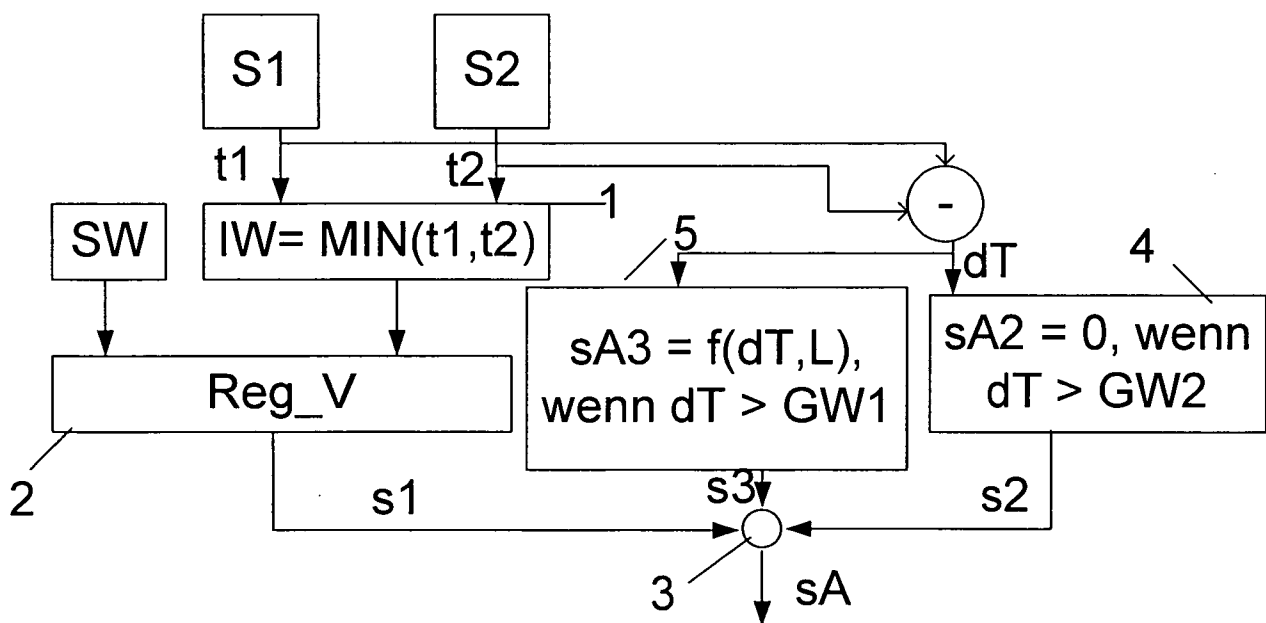 S1
S2
t1
t2
1
-
SW
IW= MIN(t1,t2)
5
dT
4
sA3 = f(dT,L),
wenn dT > GW1
sA2 = 0, wenn
dT > GW2
Reg_V
2
s1
s3
s2
3
sA